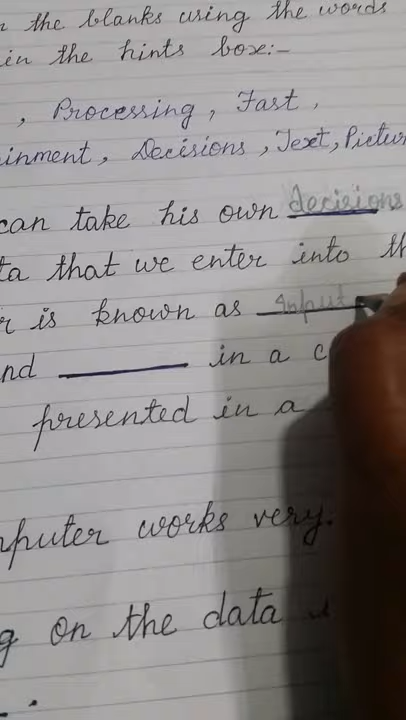 the blanks using the words
in the hints box:-
, Processing, Fast,
inment, Decisions, Text, Pictur
can take his own decisions
ta that we enter into th
r is known as Input
nd ______ in a c
presented in a
mputer works very
g on the data